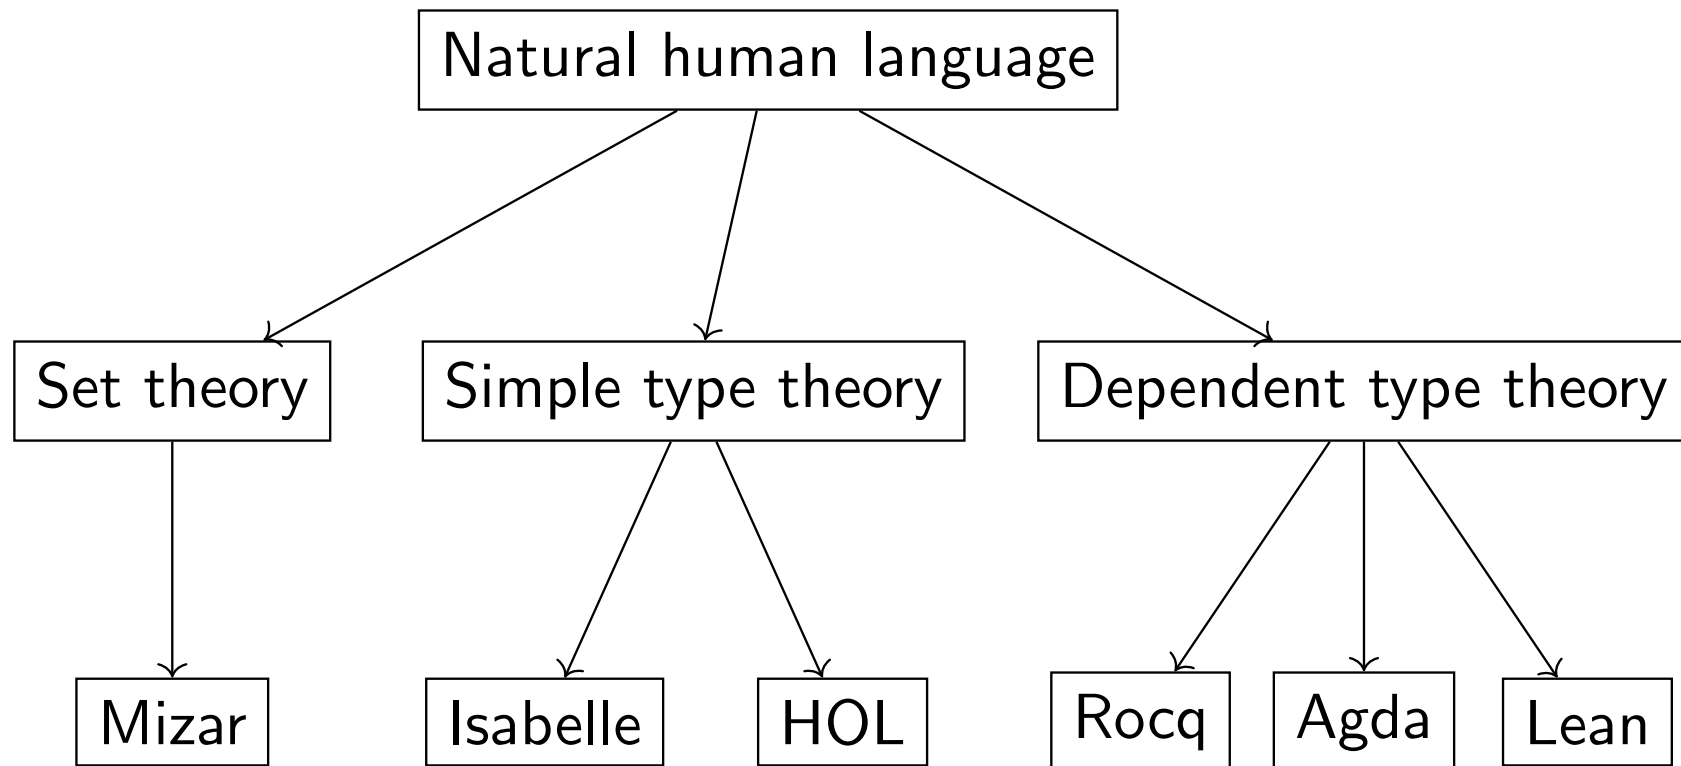 Natural human language
Set theory
Simple type theory
Dependent type theory
Mizar
Isabelle
HOL
Rocq
Agda
Lean